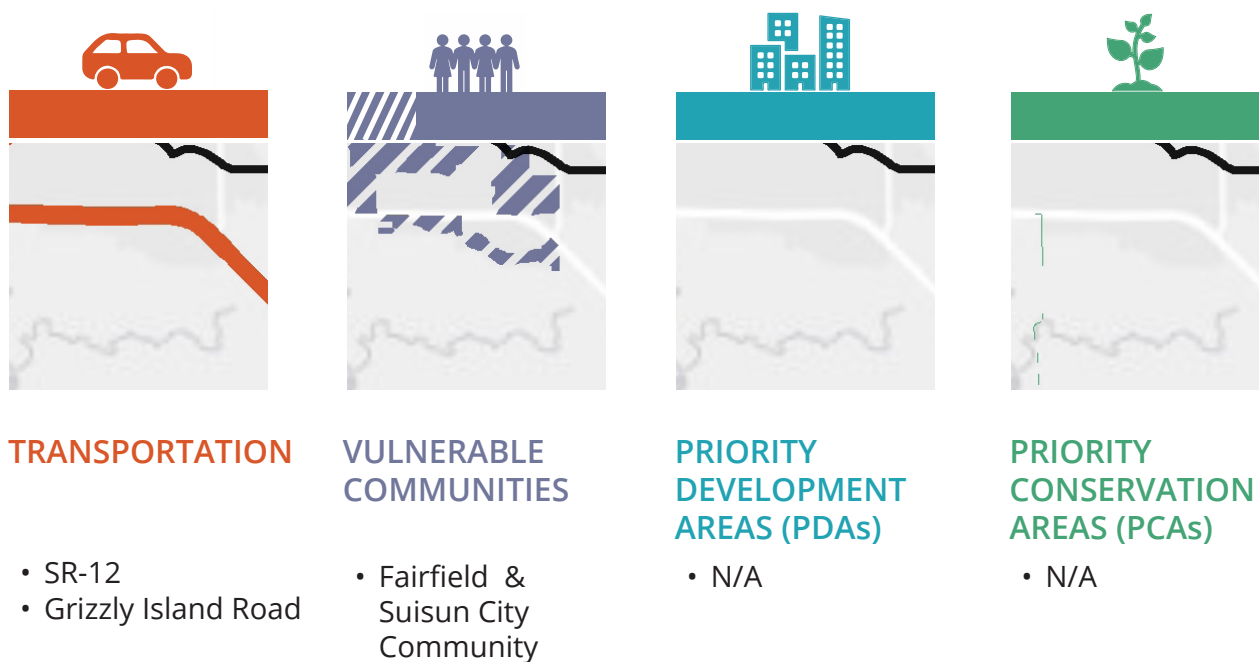 TRANSPORTATION
• SR-12
• Grizzly Island Road
VULNERABLE
COMMUNITIES
• Fairfield &
Suisun City
Community
PRIORITY
DEVELOPMENT
AREAS (PDAs)
• N/A
PRIORITY
CONSERVATION
AREAS (PCAs)
• N/A